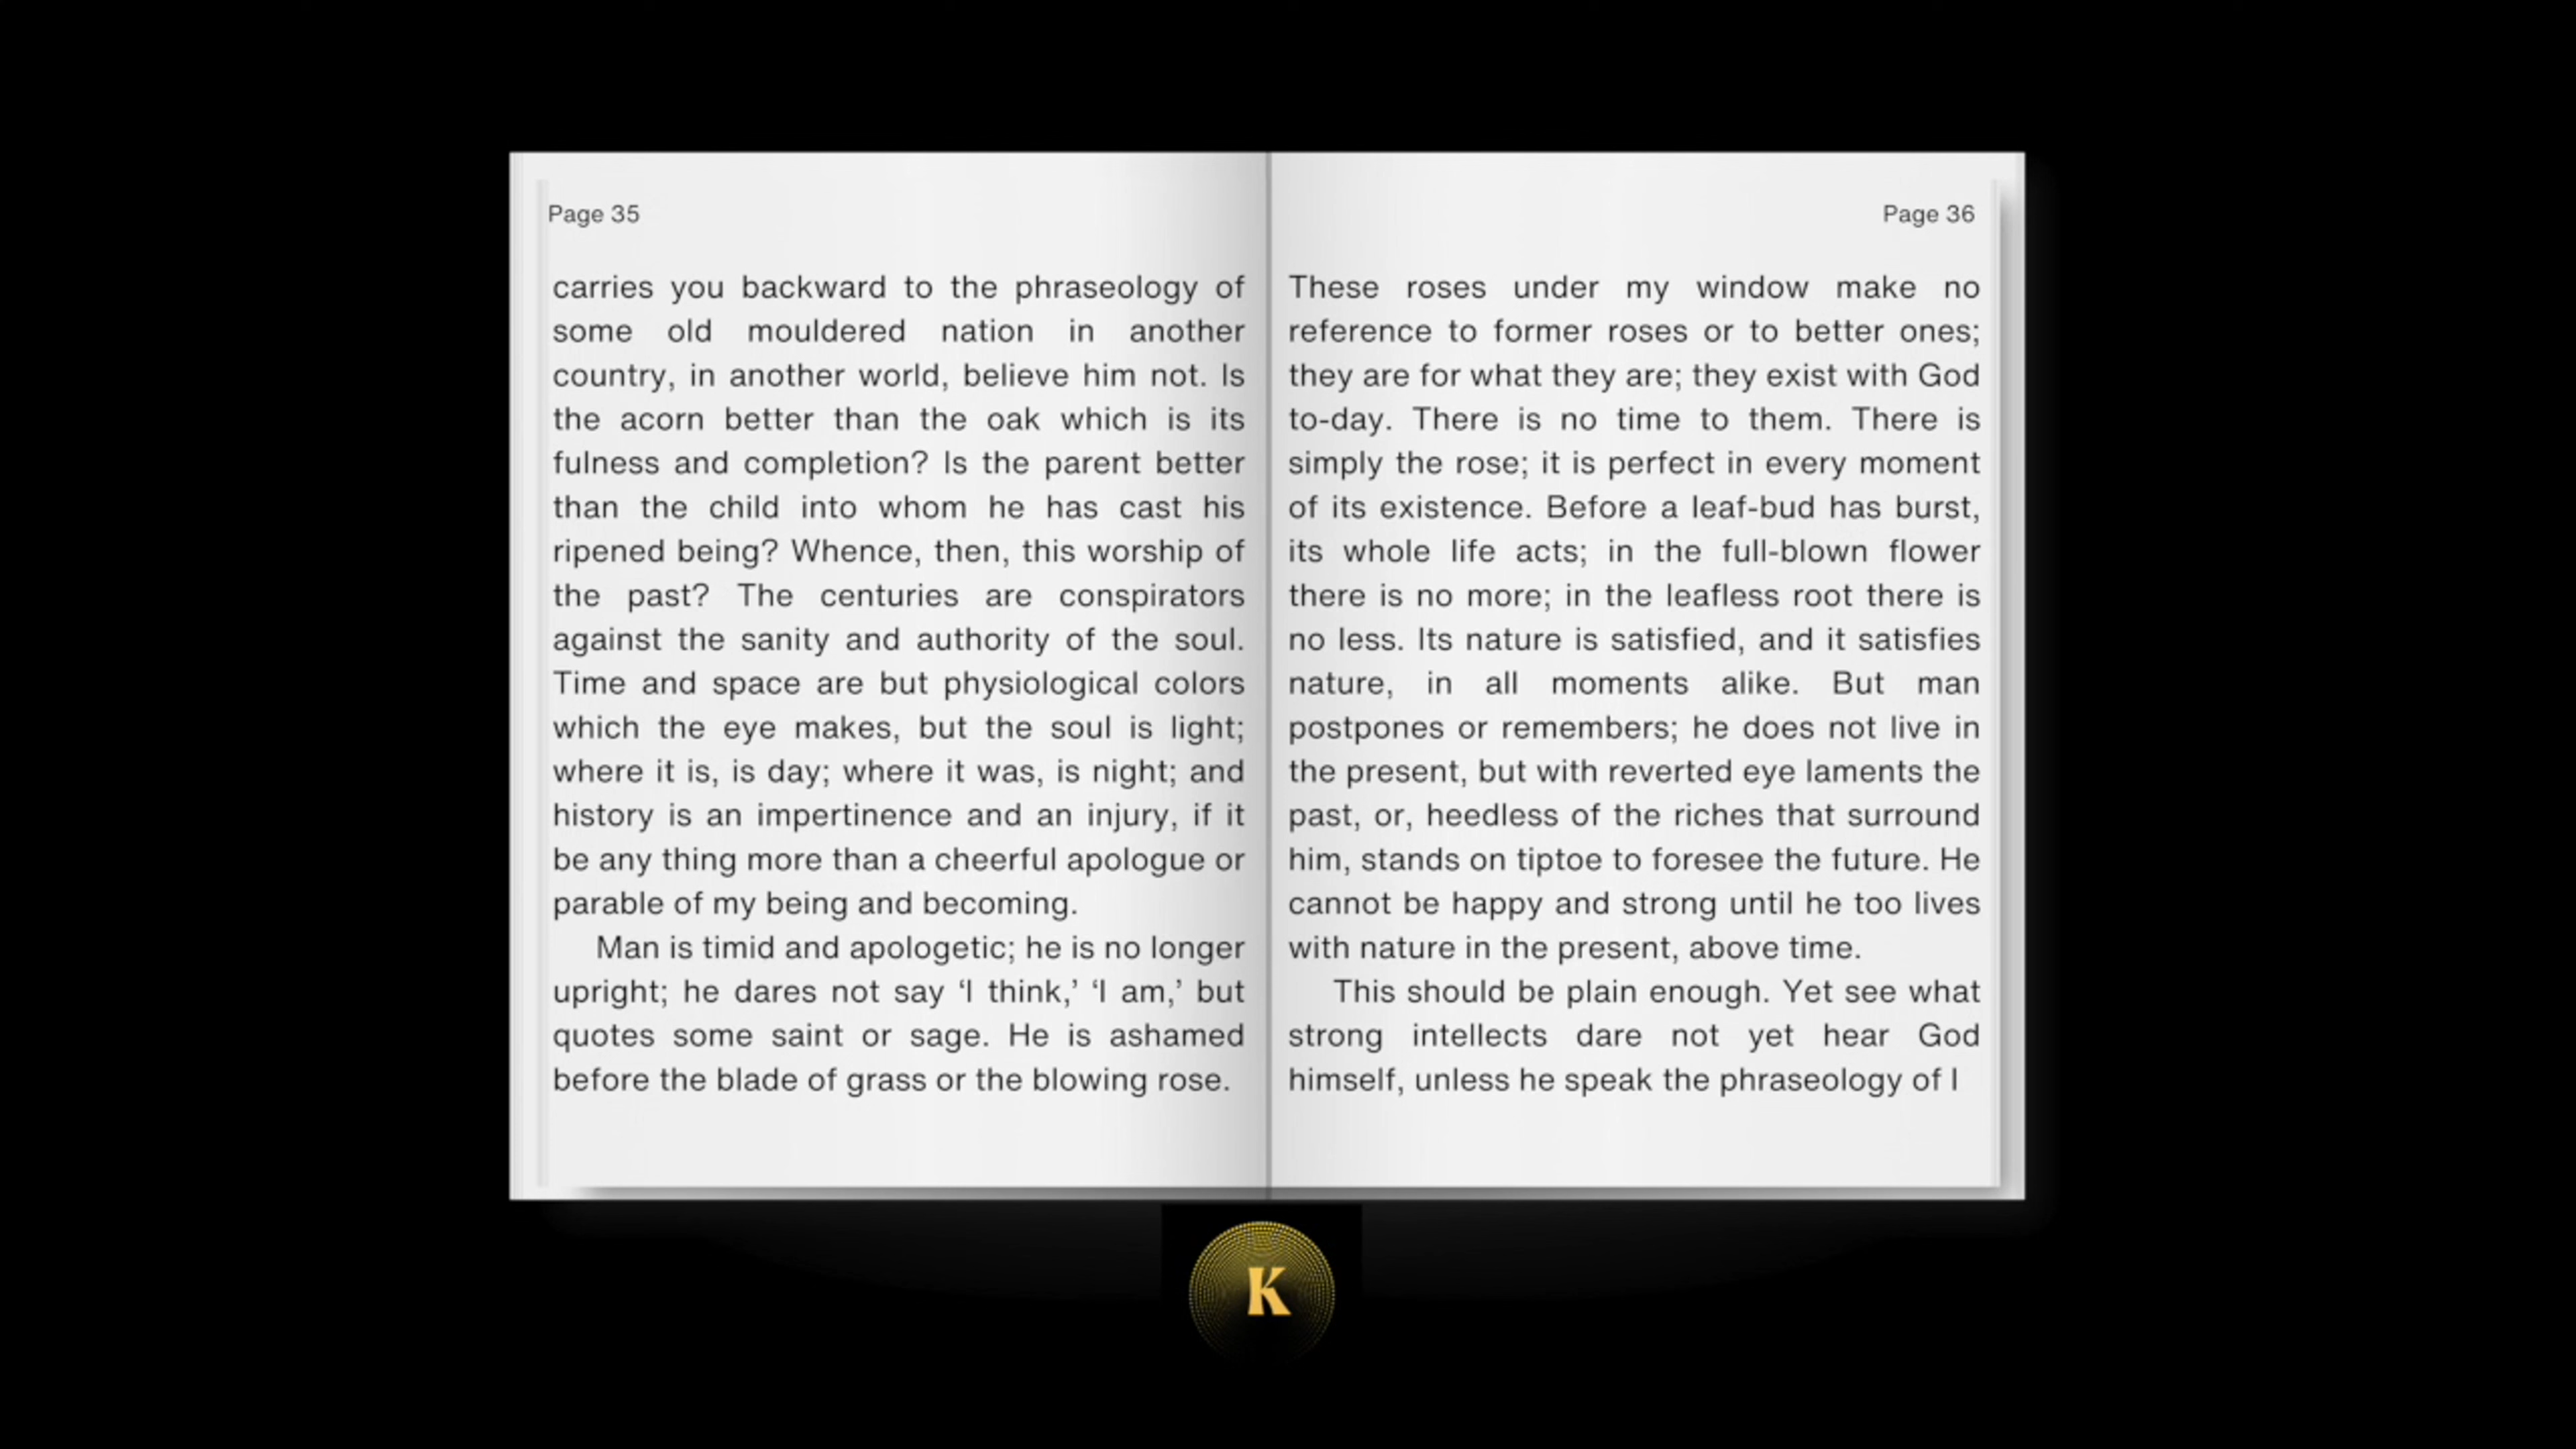 Page 35
carries you backward to the phraseology of
some old mouldered nation in another
country, in another world, believe him not. Is
the acorn better than the oak which is its
fulness and completion? Is the parent better
than the child into whom he has cast his
ripened being? Whence, then, this worship of
the past? The centuries are conspirators
against the sanity and authority of the soul.
Time and space are but physiological colors
which the eye makes, but the soul is light;
where it is, is day; where it was, is night; and
history is an impertinence and an injury, if it
be any thing more than a cheerful apologue or
parable of my being and becoming.
Man is timid and apologetic; he is no longer
upright; he dares not say ‘I think,’ ‘I am,’ but
quotes some saint or sage. He is ashamed
before the blade of grass or the blowing rose.
Page 36
These roses under my window make no
reference to former roses or to better ones;
they are for what they are; they exist with God
to-day. There is no time to them. There is
simply the rose; it is perfect in every moment
of its existence. Before a leaf-bud has burst,
its whole life acts; in the full-blown flower
there is no more; in the leafless root there is
no less. Its nature is satisfied, and it satisfies
nature, in all moments alike. But man
postpones or remembers; he does not live in
the present, but with reverted eye laments the
past, or, heedless of the riches that surround
him, stands on tiptoe to foresee the future. He
cannot be happy and strong until he too lives
with nature in the present, above time.
This should be plain enough. Yet see what
strong intellects dare not yet hear God
himself, unless he speak the phraseology of I
K